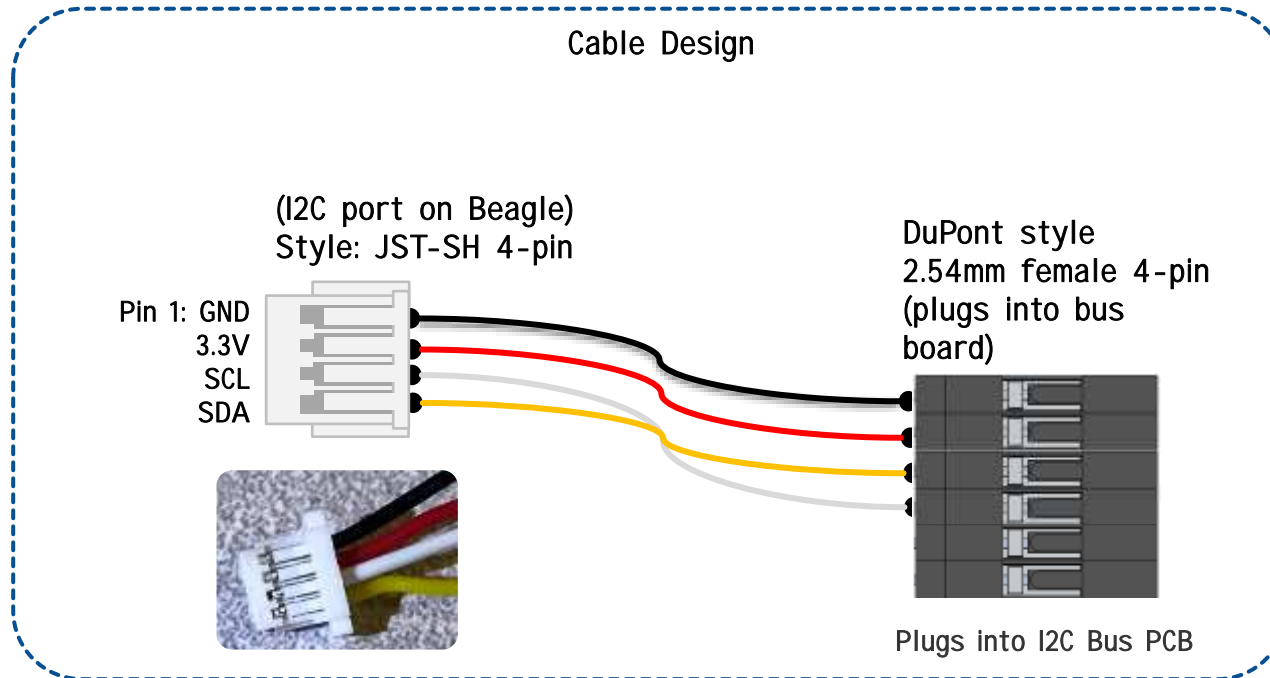 Cable Design
(I2C port on Beagle)
Style: JST-SH 4-pin
DuPont style
2.54mm female 4-pin
(plugs into bus
board)
Pin 1: GND
3.3V
SCL
SDA
Plugs into I2C Bus PCB